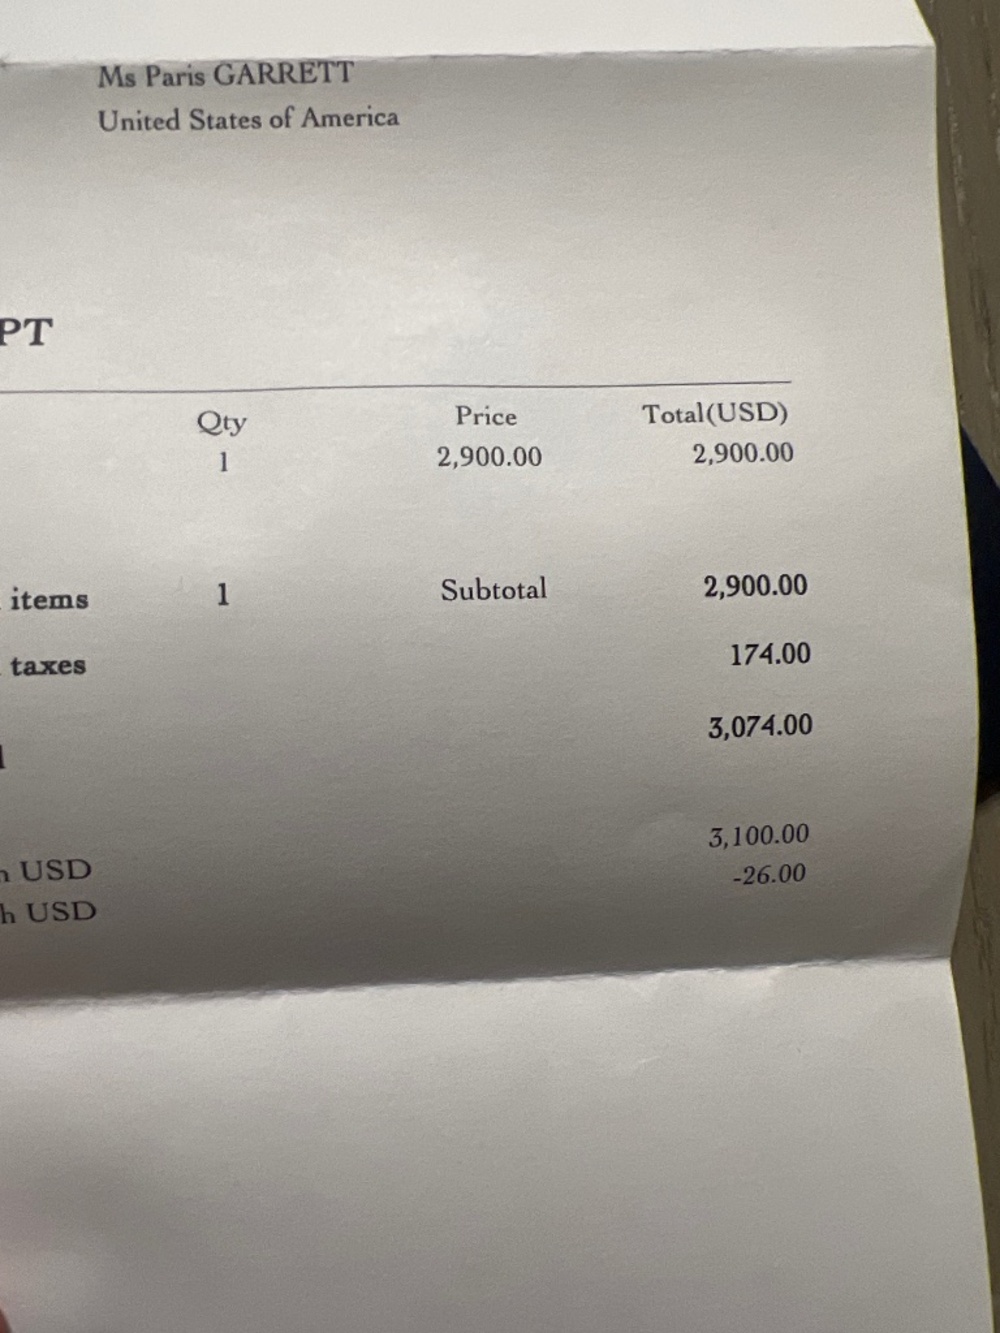 Ms Paris GARRETT
United States of America
PT
Qty Price Total(USD)
1 2,900.00 2,900.00
items 1 Subtotal 2,900.00
taxes 174.00
3,074.00
3,100.00
USD -26.00
h USD